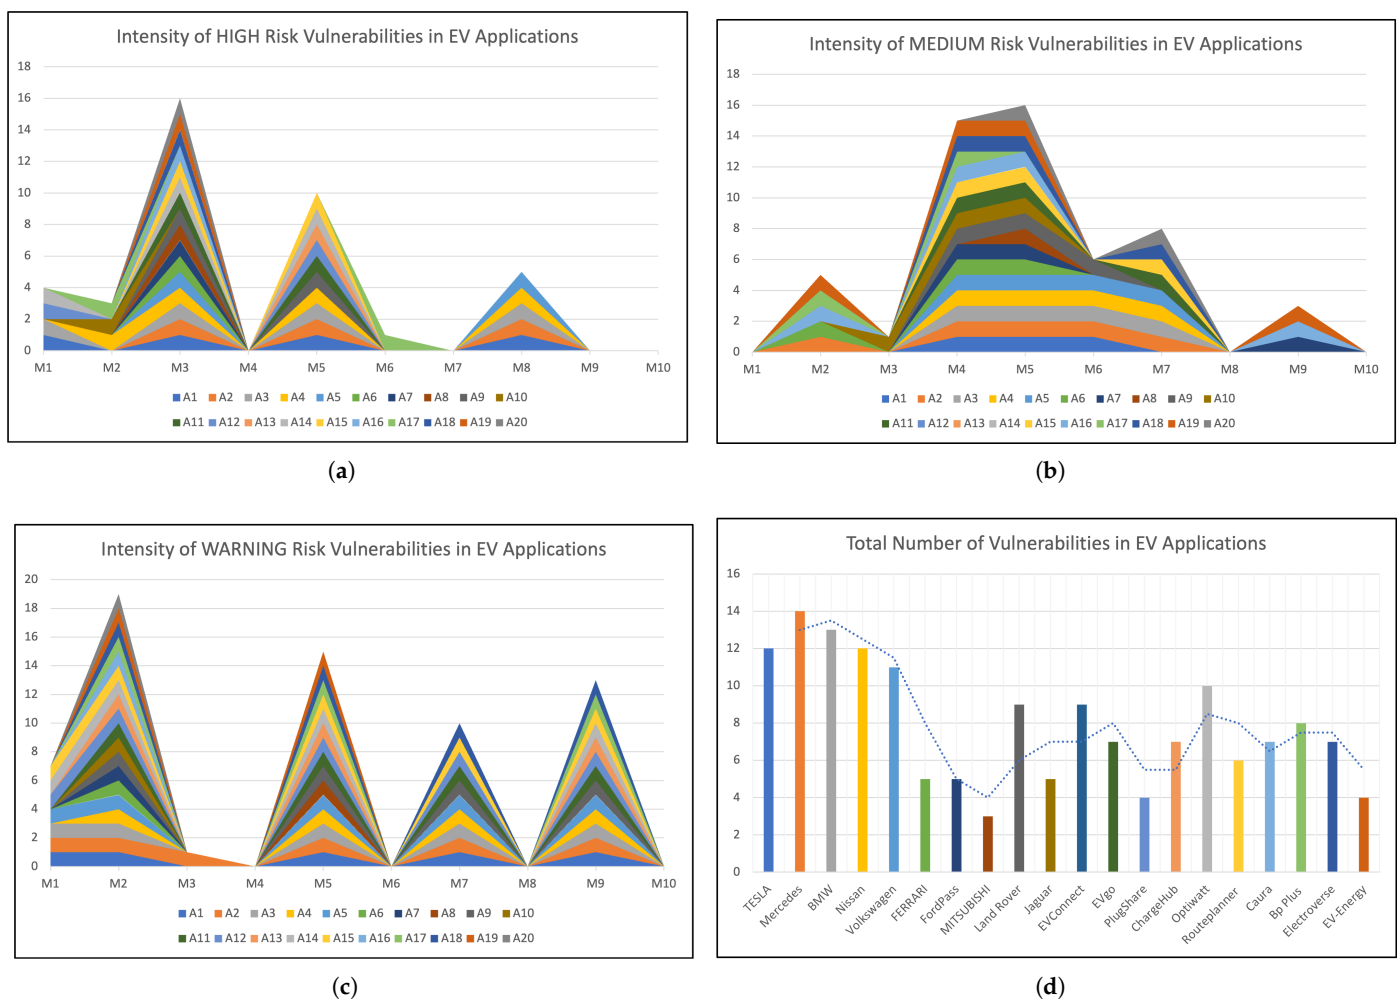 Intensity of HIGH Risk Vulnerabilities in EV Applications
18
16
14
12
10
8
6
4
2
0
M1 M2 M3 M4 M5 M6 M7 M8 M9 M10
A1 A2 A3 A4 A5 A6 A7 A8 A9 A10
A11 A12 A13 A14 A15 A16 A17 A18 A19 A20
(a)
Intensity of MEDIUM Risk Vulnerabilities in EV Applications
18
16
14
12
10
8
6
4
2
0
M1 M2 M3 M4 M5 M6 M7 M8 M9 M10
A1 A2 A3 A4 A5 A6 A7 A8 A9 A10
A11 A12 A13 A14 A15 A16 A17 A18 A19 A20
(b)
Intensity of WARNING Risk Vulnerabilities in EV Applications
20
18
16
14
12
10
8
6
4
2
0
M1 M2 M3 M4 M5 M6 M7 M8 M9 M10
A1 A2 A3 A4 A5 A6 A7 A8 A9 A10
A11 A12 A13 A14 A15 A16 A17 A18 A19 A20
(c)
Total Number of Vulnerabilities in EV Applications
16
14
12
10
8
6
4
2
0
TESLA
Mercedes
BMW
Nissan
Volkswagen
FERRARI
FordPass
MITSUBISHI
Land Rover
Jaguar
EVConnect
EVgo
PlugShare
ChargeHub
Optiwatt
Routeplanner
Caura
Bp Plus
Electroverse
EV-Energy
(d)